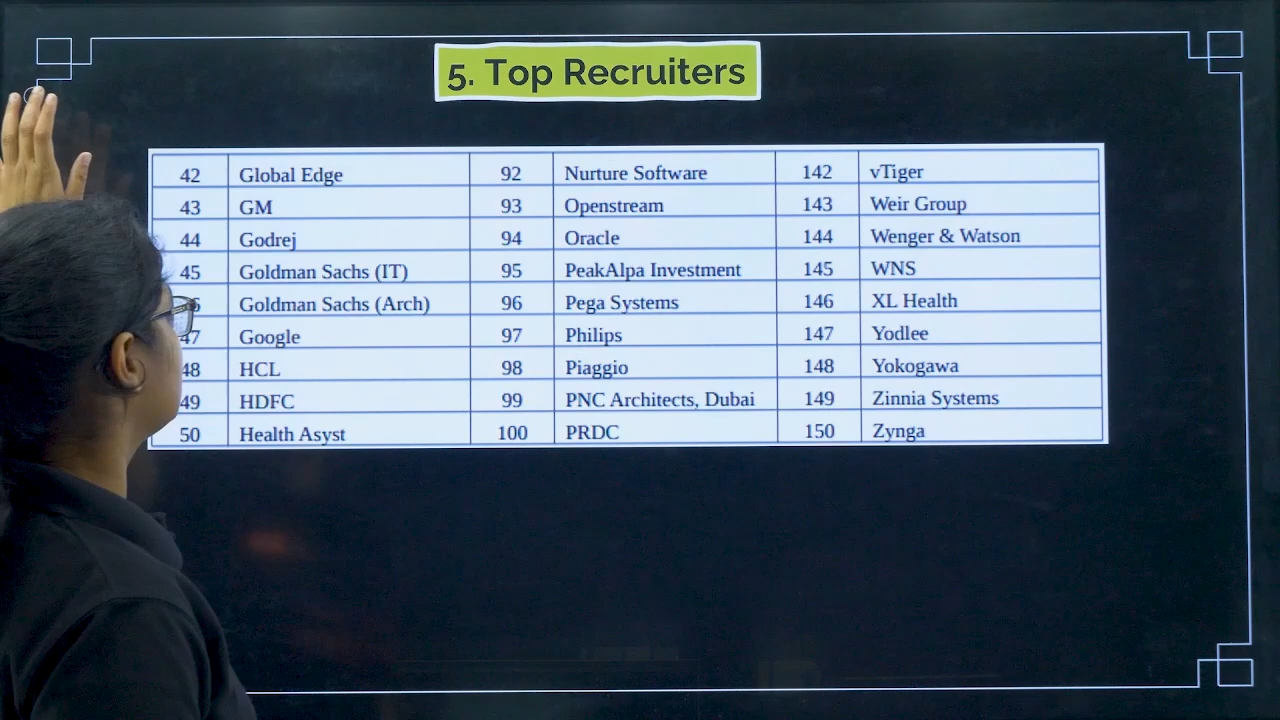 5. Top Recruiters
42 Global Edge 92 Nurture Software 142 vTiger
43 GM 93 Openstream 143 Weir Group
44 Godrej 94 Oracle 144 Wenger & Watson
45 Goldman Sachs (IT) 95 PeakAlpa Investment 145 WNS
Goldman Sachs (Arch) 96 Pega Systems 146 XL Health
47 Google 97 Philips 147 Yodlee
48 HCL 98 Piaggio 148 Yokogawa
49 HDFC 99 PNC Architects, Dubai 149 Zinnia Systems
50 Health Asyst 100 PRDC 150 Zynga